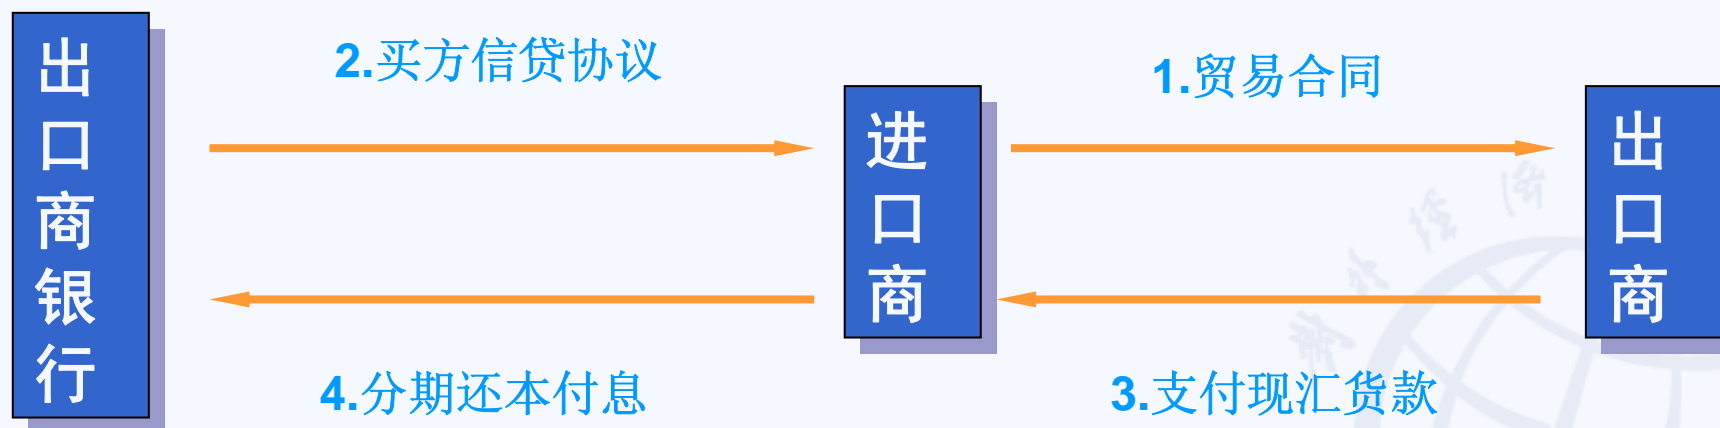 出口商银行
2.买方信贷协议
进口商
1.贸易合同
出口商
4.分期还本付息
3.支付现汇货款